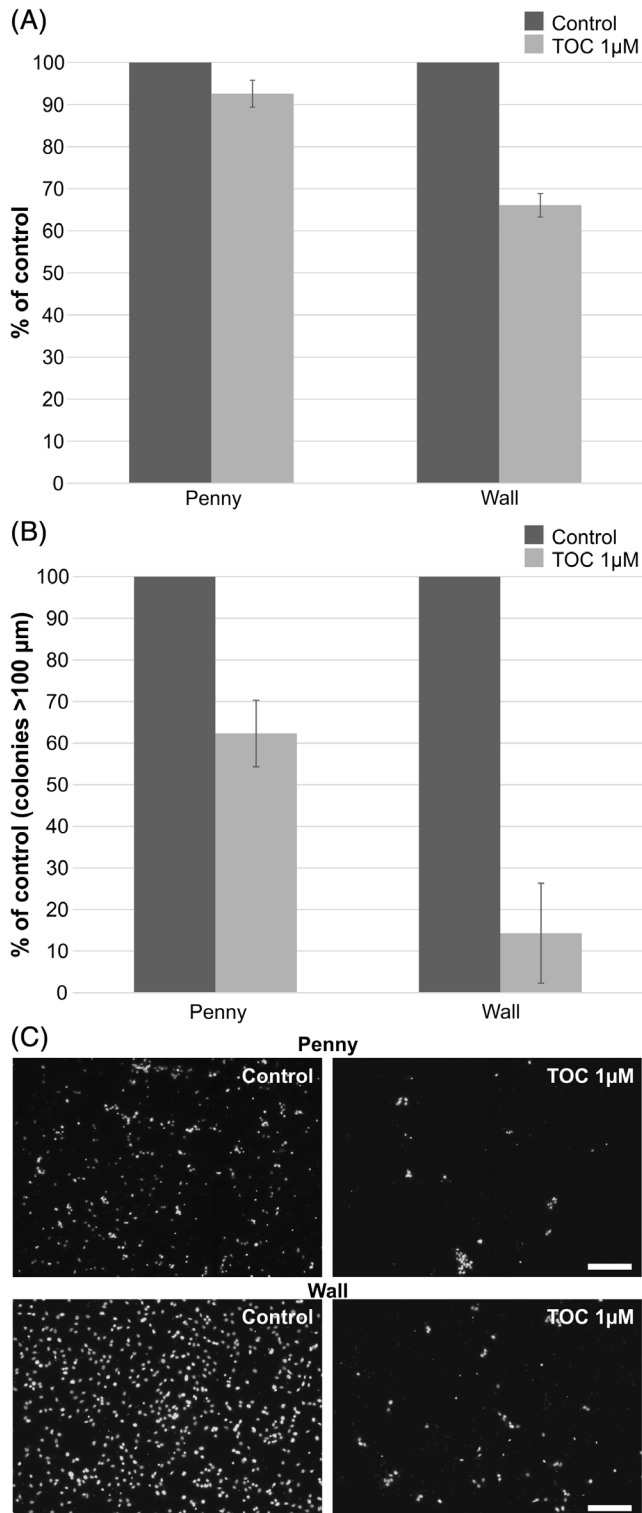 (A)
Control
TOC 1µM
100
90
80
70
60
50
40
30
20
10
0
% of control
Penny
Wall
(B)
Control
TOC 1µM
100
90
80
70
60
50
40
30
20
10
0
% of control (colonies >100 µm)
Penny
Wall
(C)
Penny
Control
TOC 1µM
Wall
Control
TOC 1µM